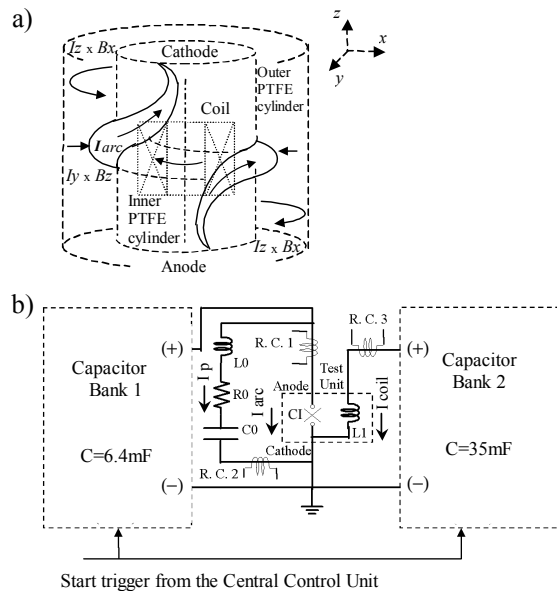 a)
Iz x Bx
Cathode
Outer
PTFE
cylinder
z
x
y
Coil
Iarc
Iy x Bz
Inner
PTFE
cylinder
Iz x Bx
Anode
b)
(+)
R. C. 1
R. C. 3
(+)
Capacitor
Bank 1
L0
Test
Unit
Capacitor
Bank 2
I p
R0
Anode
I arc
CI
I coil
C0
L1
C=6.4mF
Cathode
C=35mF
R. C. 2
(−)
(−)
Start trigger from the Central Control Unit